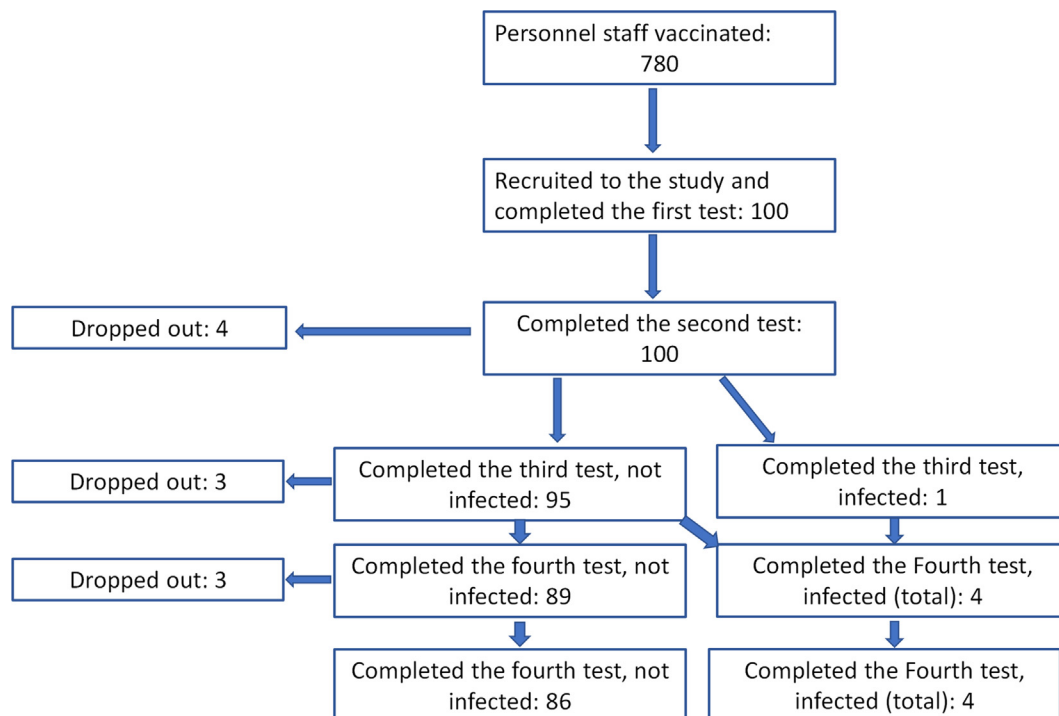 Personnel staff vaccinated:
780
Recruited to the study and
completed the first test: 100
Dropped out: 4
Completed the second test:
100
Dropped out: 3
Completed the third test, not
infected: 95
Completed the third test,
infected: 1
Dropped out: 3
Completed the fourth test, not
infected: 89
Completed the Fourth test,
infected (total): 4
Completed the fourth test, not
infected: 86
Completed the Fourth test,
infected (total): 4